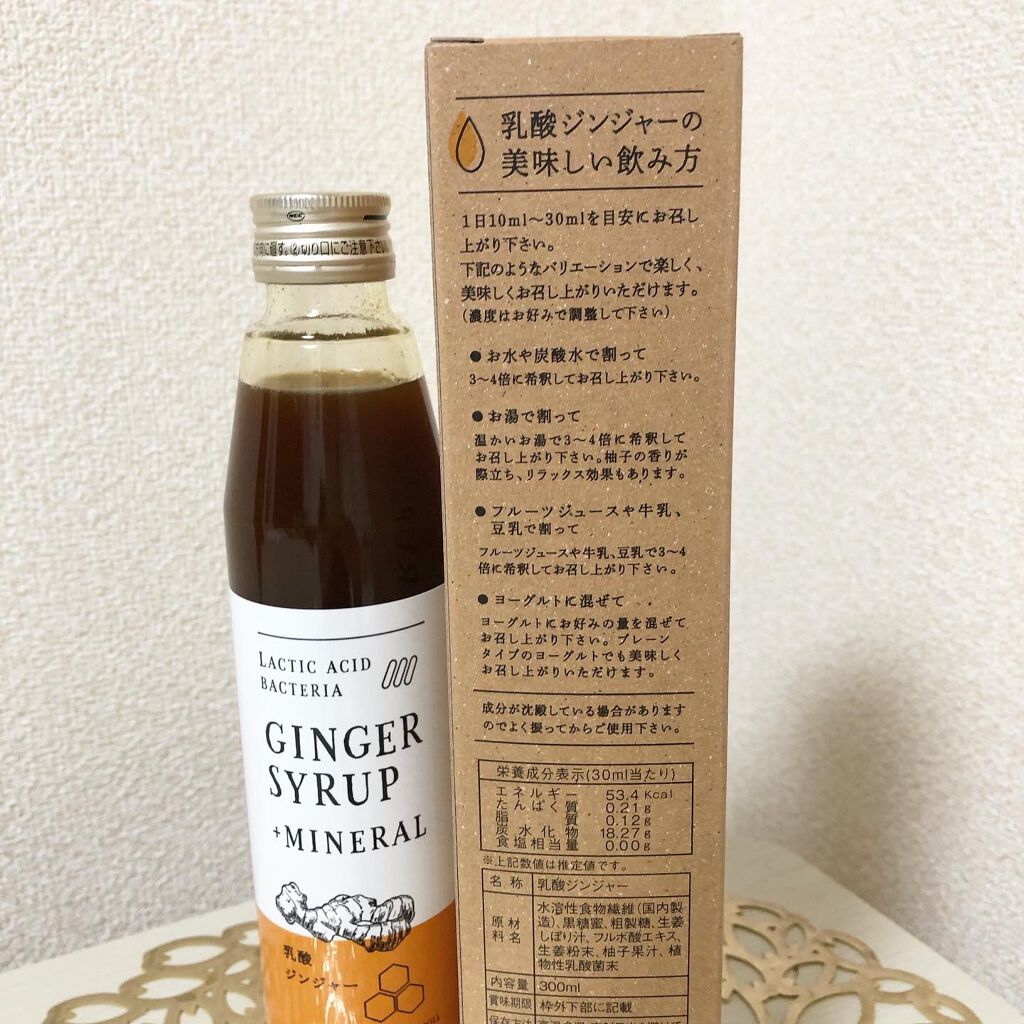 NEC
に廻す。②切り口にご注意下さい
LACTIC ACID
BACTERIA
GINGER
SYRUP
+MINERAL
乳酸
ジンジャー
乳酸ジンジャーの
美味しい飲み方
1日10ml〜30mlを目安にお召し
上がり下さい。
下記のようなバリエーションで楽しく、
美味しくお召し上がりいただけます。
(濃度はお好みで調整して下さい)
●お水や炭酸水で割って
3〜4倍に希釈してお召し上がり下さい。
●お湯で割って
温かいお湯で3〜4倍に希釈して
お召し上がり下さい。柚子の香りが
際立ち、リラックス効果もあります。
●フルーツジュースや牛乳、
豆乳で割って
フルーツジュースや牛乳、豆乳で3〜4
倍に希釈してお召し上がり下さい。
●ヨーグルトに混ぜて
ヨーグルトにお好みの量を混ぜて
お召し上がり下さい。プレーン
タイプのヨーグルトでも美味しく
お召し上がりいただけます。
成分が沈殿している場合があります
のでよく振ってからご使用下さい。
栄養成分表示(30ml当たり)
エネルギー 53.4Kcal
たんぱく質 0.21g
脂質 0.12g
炭水化物 18.27g
食塩相当量 0.00g
※上記数値は推定値です。
名称 乳酸ジンジャー
原材料名 水溶性食物繊維(国内製
造)、黒糖蜜、粗製糖、生姜
しぼり汁、フルボ酸エキス、
生姜粉末、柚子果汁、植
物性乳酸菌末
内容量 300ml
賞味期限 枠外下部に記載
保存方法